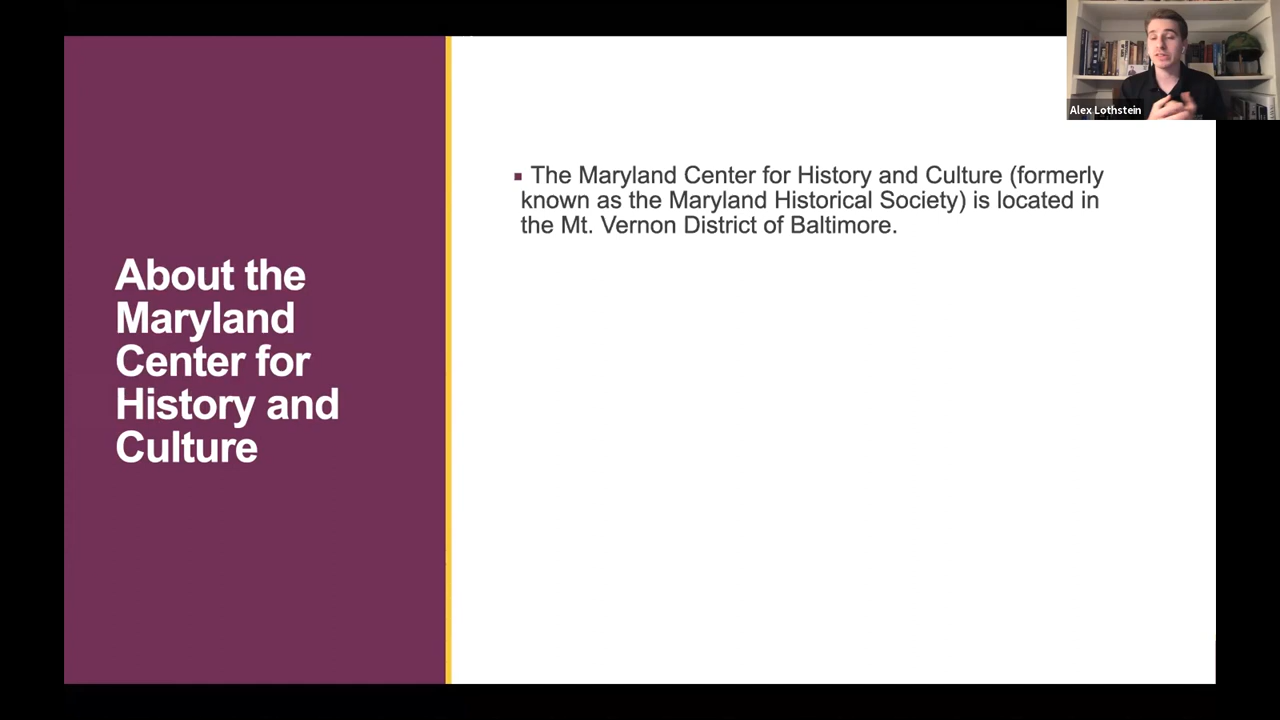 About the
Maryland
Center for
History and
Culture
The Maryland Center for History and Culture (formerly
known as the Maryland Historical Society) is located in
the Mt. Vernon District of Baltimore.
Alex Lothstein